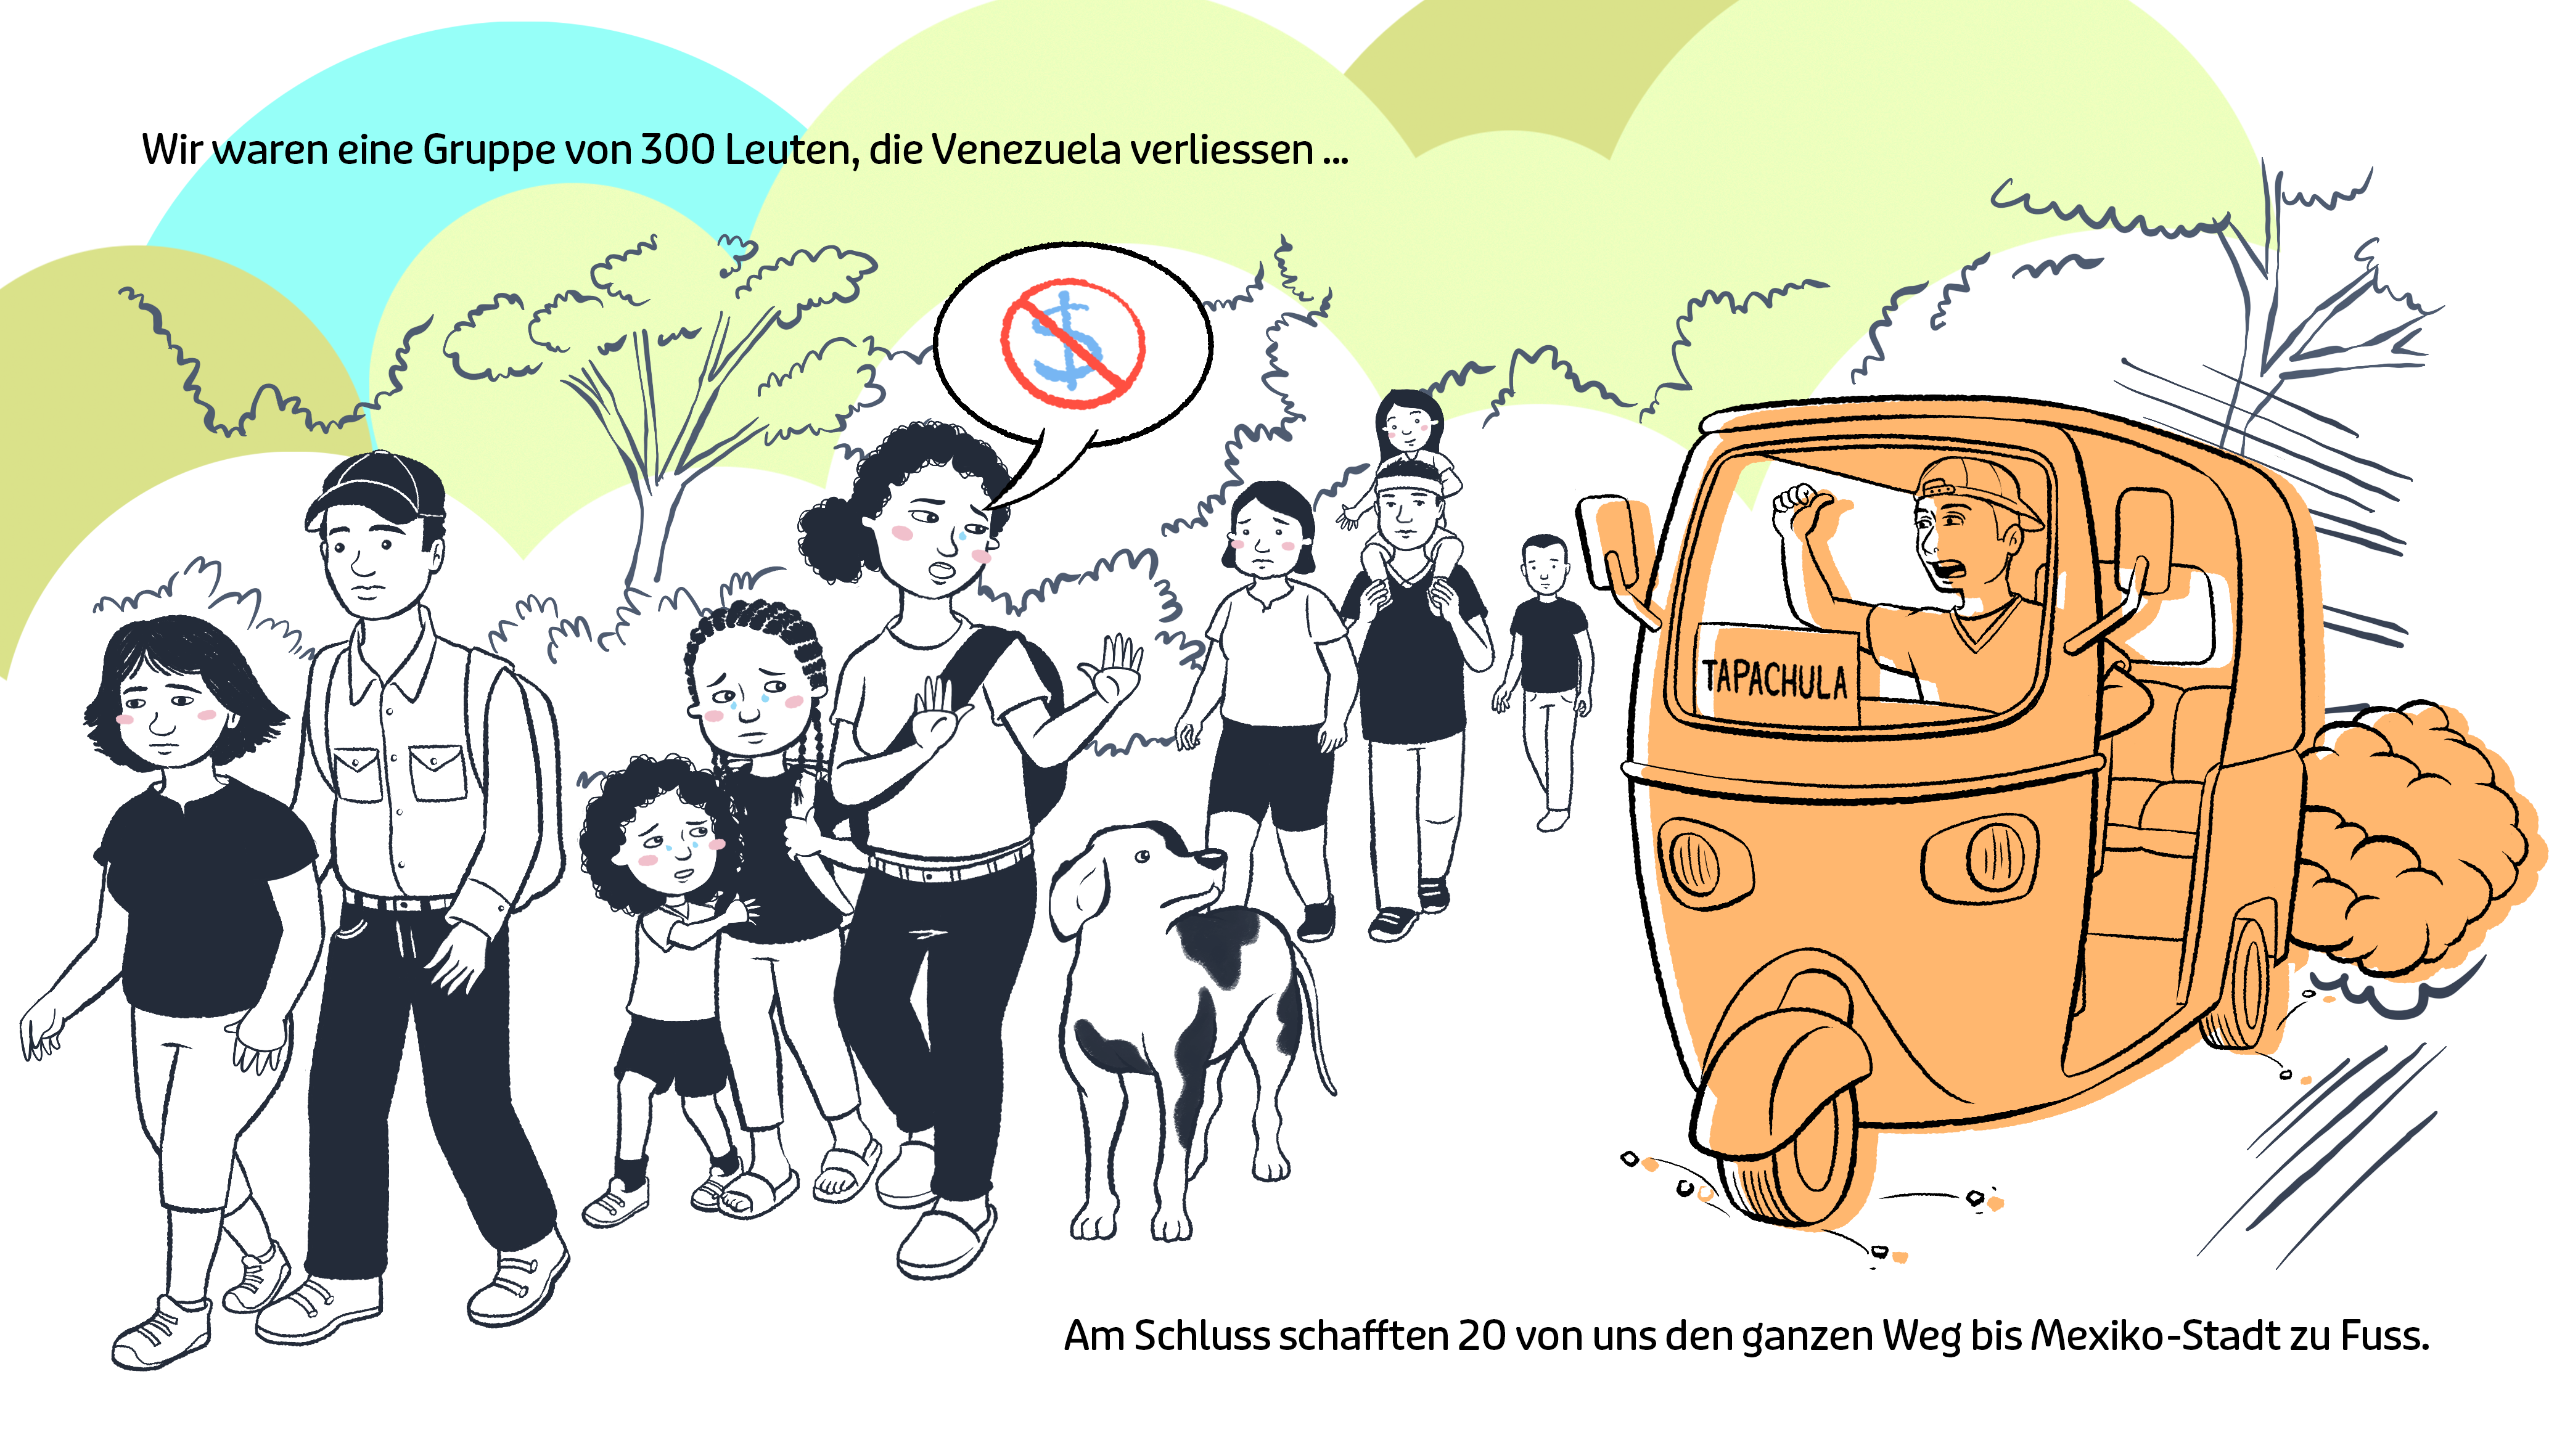 Wir waren eine Gruppe von 300 Leuten, die Venezuela verliessen ...
$
TAPACHULA
Am Schluss schafften 20 von uns den ganzen Weg bis Mexiko-Stadt zu Fuss.